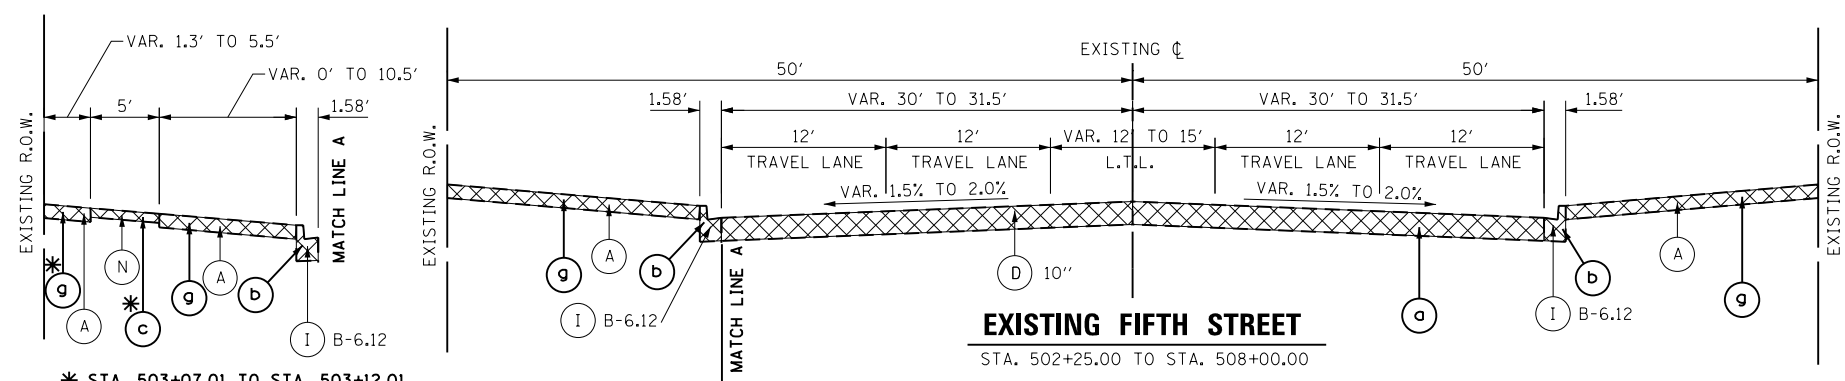 VAR. 1.3' TO 5.5'
VAR. 0' TO 10.5'
5'
1.58'
EXISTING R.O.W.
MATCH LINE A
g
A
N
c
g
A
b
I B-6.12
* STA. 503+07.01 TO STA. 503+12.01
EXISTING ℄
50'
50'
1.58'
VAR. 30' TO 31.5'
VAR. 30' TO 31.5'
1.58'
12'
12'
VAR. 12' TO 15'
12'
12'
TRAVEL LANE
TRAVEL LANE
L.T.L.
TRAVEL LANE
TRAVEL LANE
VAR. 1.5% TO 2.0%
VAR. 1.5% TO 2.0%
EXISTING R.O.W.
EXISTING R.O.W.
g
A
b
I B-6.12
MATCH LINE A
D 10''
a
I B-6.12
b
A
g
EXISTING FIFTH STREET
STA. 502+25.00 TO STA. 508+00.00